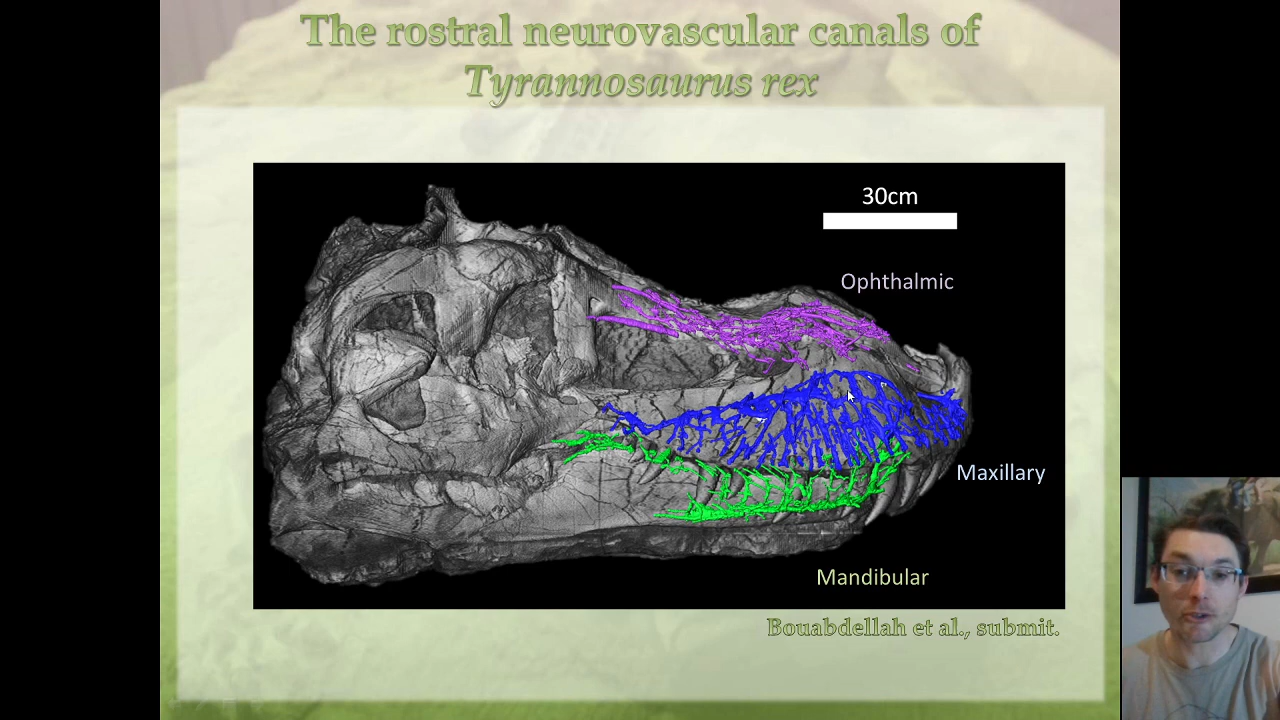 The rostral neurovascular canals of
Tyrannosaurus rex
30cm
Ophthalmic
Maxillary
Mandibular
Bouabdellah et al., submit.